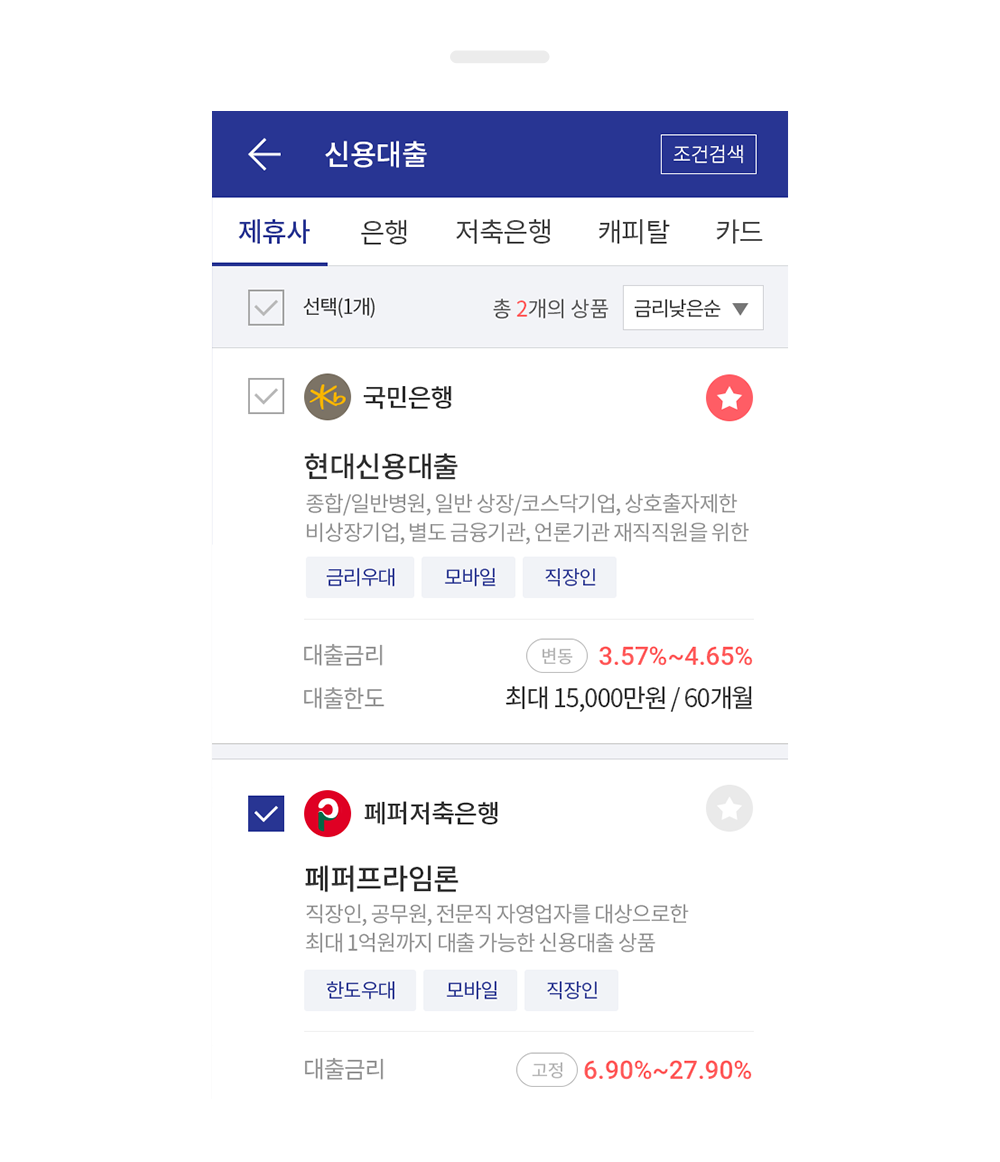 신용대출
조건검색
제휴사 은행 저축은행 캐피탈 카드
선택(1개) 총 2개의 상품 금리낮은순
Kb 국민은행
현대신용대출
종합/일반병원, 일반 상장/코스닥기업, 상호출자제한
비상장기업, 별도 금융기관, 언론기관 재직직원을 위한
금리우대 모바일 직장인
대출금리 변동 3.57%~4.65%
대출한도 최대 15,000만원 / 60개월
페퍼저축은행
페퍼프라임론
직장인, 공무원, 전문직 자영업자를 대상으로한
최대 1억원까지 대출 가능한 신용대출 상품
한도우대 모바일 직장인
대출금리 고정 6.90%~27.90%